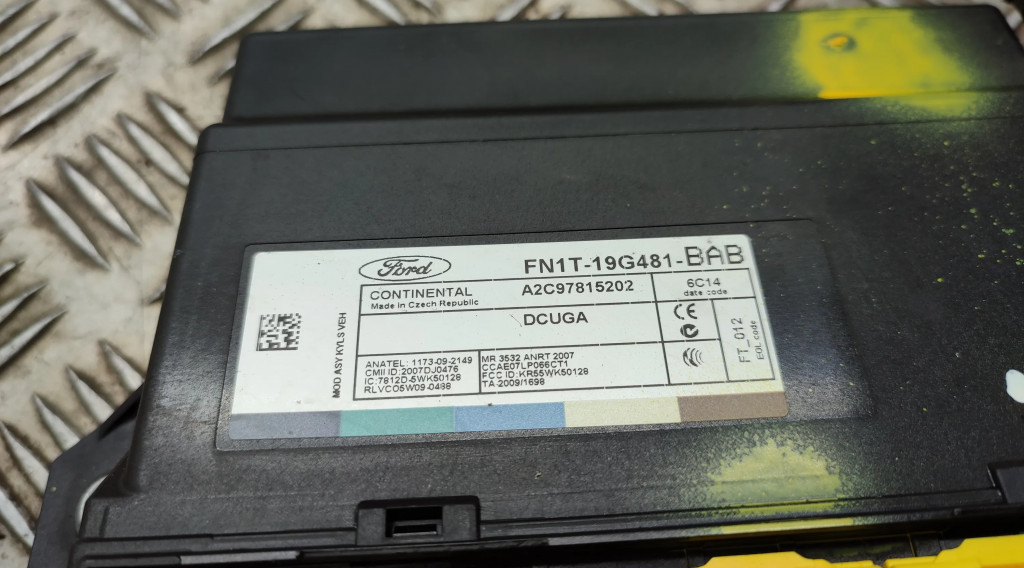 Ford
FN1T-19G481-BAB
CONTINENTAL
Made in Czech Republic
A2C97815202
6C14
date code
DCUGA
CE
FT_012
EOL code
MOD ASY KYLS VEH
ANATEL: 1173-09-2149
CMII ID:2007DJ0476
IC:7812D-5WK50128
RLVCO5W09-0498
MR 3532 ANRT 2007
CCAE07LP066CT1
FCC ID:KR55WK50128
TA-2009/1698